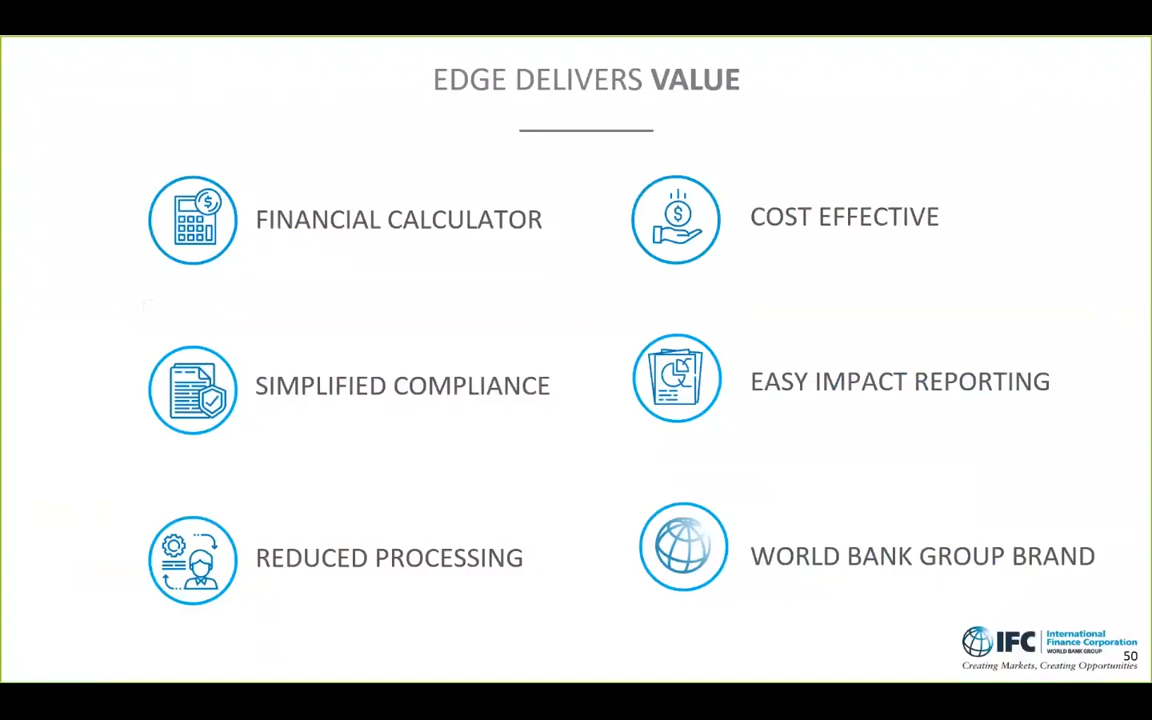 EDGE DELIVERS VALUE
FINANCIAL CALCULATOR
COST EFFECTIVE
SIMPLIFIED COMPLIANCE
EASY IMPACT REPORTING
REDUCED PROCESSING
WORLD BANK GROUP BRAND
IFC
International
Finance Corporation
WORLD BANK GROUP
Creating Markets, Creating Opportunities
50